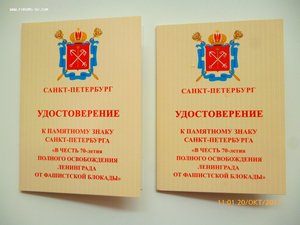 САНКТ-ПЕТЕРБУРГ
УДОСТОВЕРЕНИЕ
К ПАМЯТНОМУ ЗНАКУ
САНКТ-ПЕТЕРБУРГА
«В ЧЕСТЬ 70-летия
ПОЛНОГО ОСВОБОЖДЕНИЯ
ЛЕНИНГРАДА
ОТ ФАШИСТСКОЙ БЛОКАДЫ»
САНКТ-ПЕТЕРБУРГ
УДОСТОВЕРЕНИЕ
К ПАМЯТНОМУ ЗНАКУ
САНКТ-ПЕТЕРБУРГА
«В ЧЕСТЬ 70-летия
ПОЛНОГО ОСВОБОЖДЕНИЯ
ЛЕНИНГРАДА
ОТ ФАШИСТСКОЙ БЛОКАДЫ»